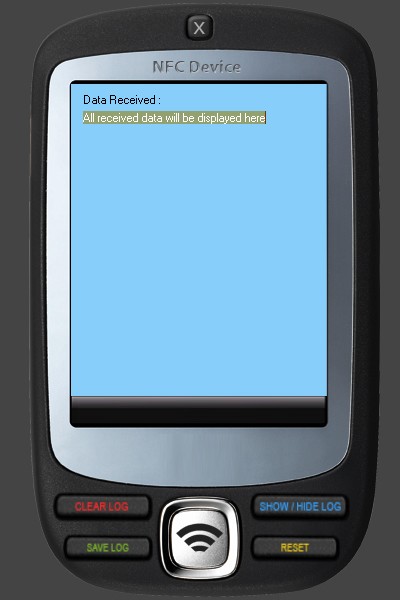 X
NFC Device
Data Received :
All received data will be displayed here
CLEAR LOG
SHOW / HIDE LOG
SAVE LOG
RESET